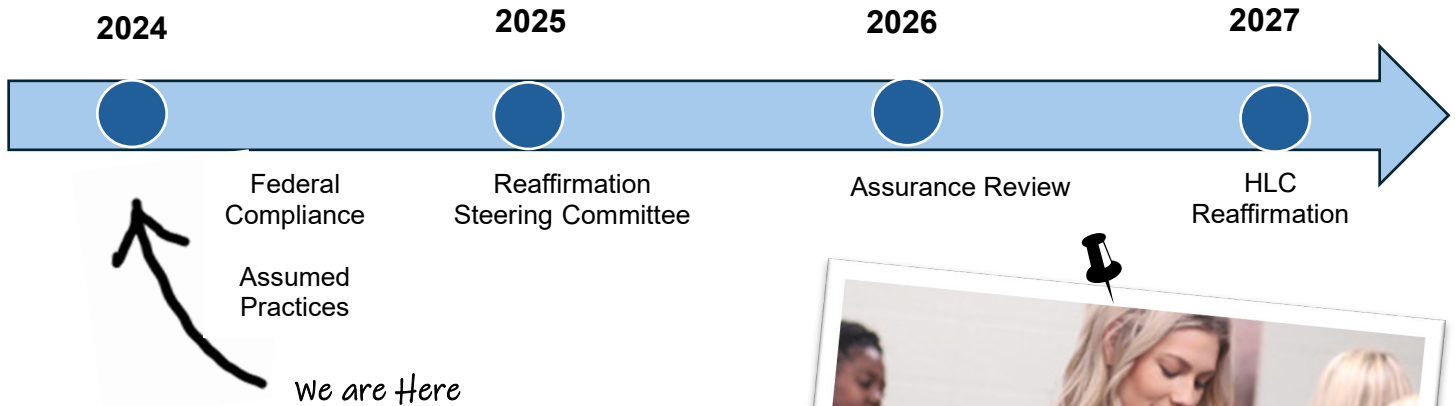 2024
2025
2026
2027
Federal
Compliance
Assumed
Practices
Reaffirmation
Steering Committee
Assurance Review
HLC
Reaffirmation
We are Here